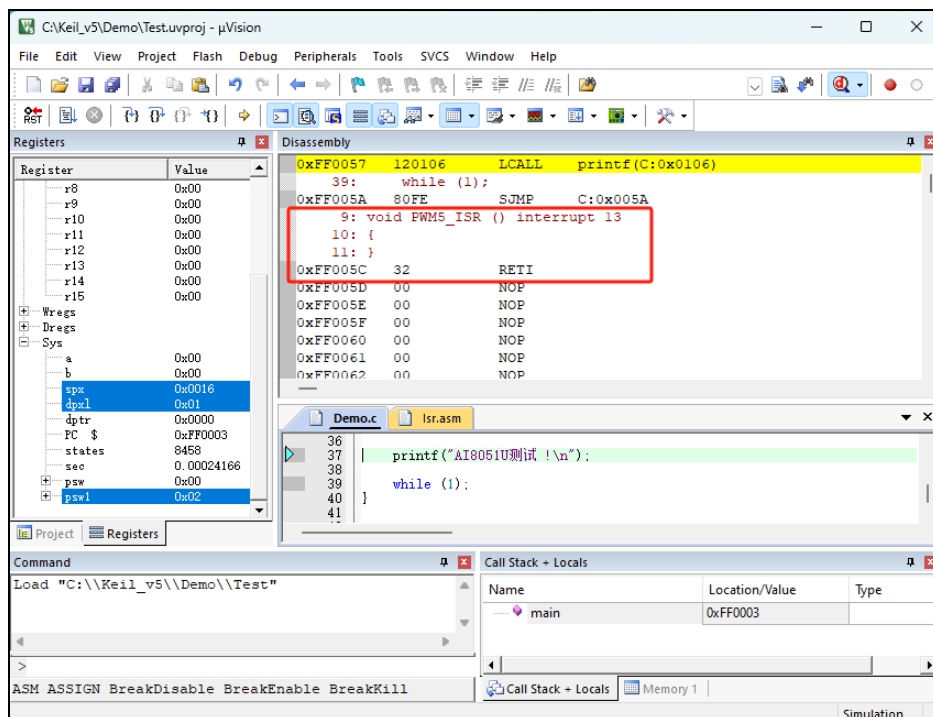 C:\Keil_v5\Demo\Test.uvproj - µVision
File Edit View Project Flash Debug Peripherals Tools SVCS Window Help
RST
Registers
Register Value
r8 0x00
r9 0x00
r10 0x00
r11 0x00
r12 0x00
r13 0x00
r14 0x00
r15 0x00
Wregs
Dregs
Sys
a 0x00
b 0x00
spx 0x0016
dpxl 0x01
dptr 0x0000
PC $ 0xFF0003
states 8458
sec 0.00024166
psw 0x00
psw1 0x02
Project Registers
Disassembly
0xFF0057 120106 LCALL printf(C:0x0106)
39: while (1);
0xFF005A 80FE SJMP C:0x005A
9: void PWM5_ISR () interrupt 13
10: {
11: }
0xFF005C 32 RETI
0xFF005D 00 NOP
0xFF005E 00 NOP
0xFF005F 00 NOP
0xFF0060 00 NOP
0xFF0061 00 NOP
0xFF0062 00 NOP
Demo.c Isr.asm
36
37 printf("AI8051U测试 !\n");
38
39 while (1);
40 }
41
Command
Load "C:\\Keil_v5\\Demo\\Test"
>
ASM ASSIGN BreakDisable BreakEnable BreakKill
Call Stack + Locals
Name Location/Value Type
main 0xFF0003
Call Stack + Locals Memory 1
Simulation